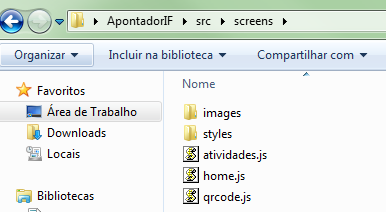 ApontadorIF ▸ src ▸ screens ▸
Organizar ▾ Incluir na biblioteca ▾ Compartilhar com ▾
Favoritos
Área de Trabalho
Downloads
Locais
Bibliotecas
Nome
images
styles
atividades.js
home.js
qrcode.js